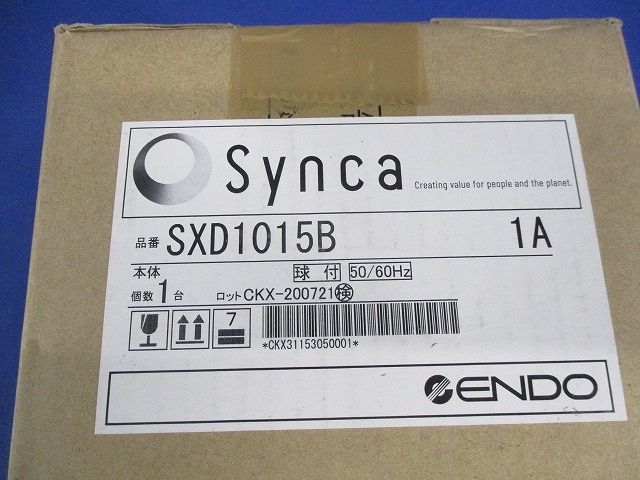 Synca Creating value for people and the planet.
品番 SXD1015B 1A
本体 球付 50/60Hz
個数 1台 ロット CKX-200721 検
7
*CKX31153050001*
ENDO